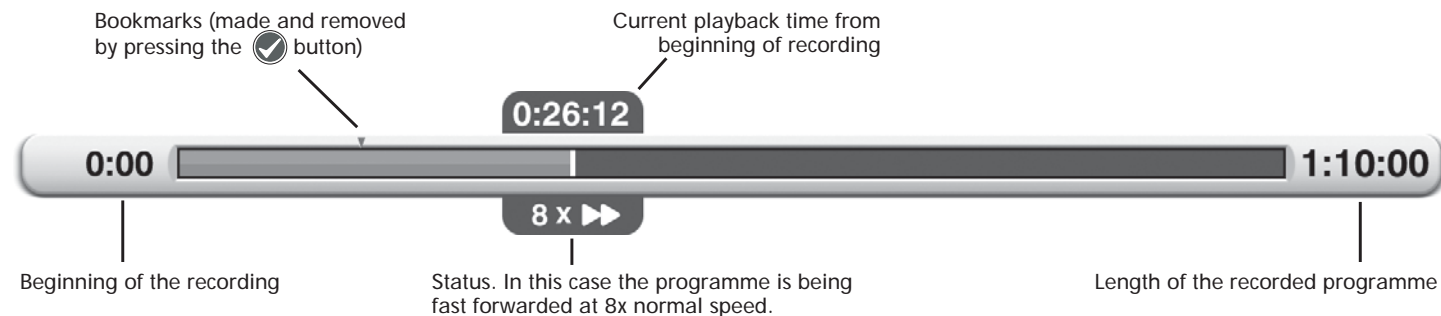 Bookmarks (made and removed
by pressing the button)
Current playback time from
beginning of recording
0:26:12
0:00
1:10:00
8 x
Beginning of the recording
Status. In this case the programme is being
fast forwarded at 8x normal speed.
Length of the recorded programme